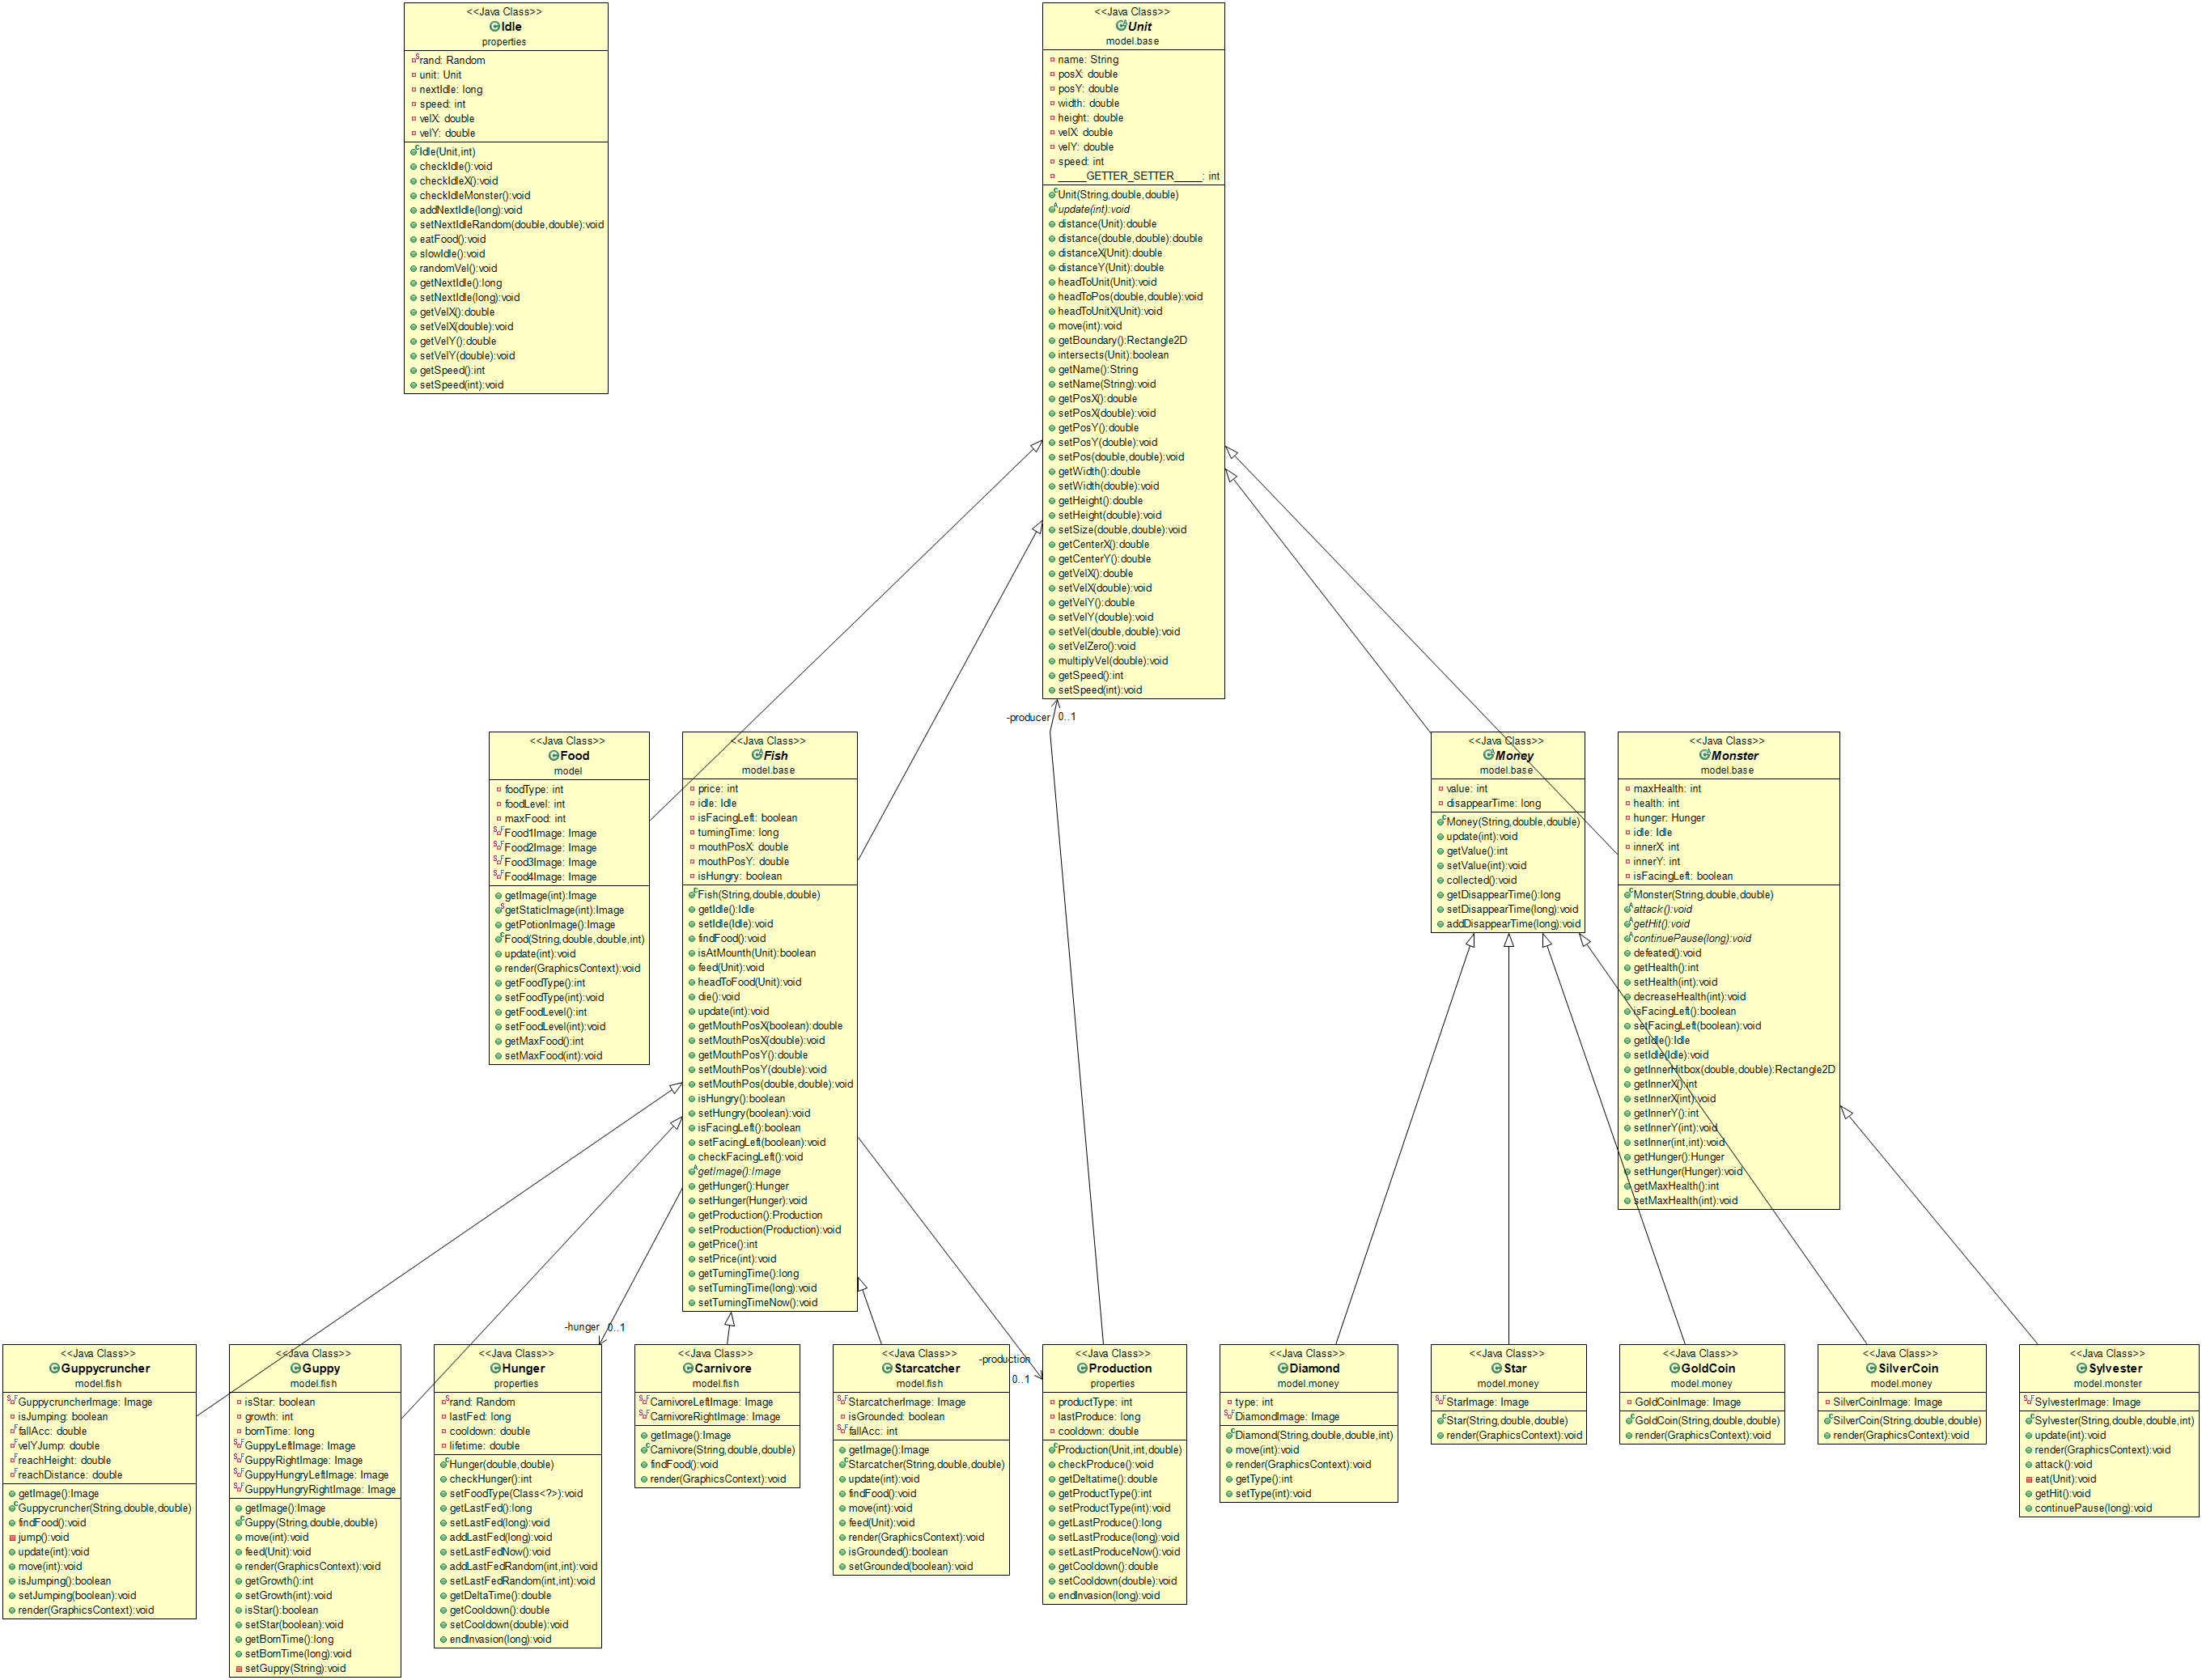 <<Java Class>>
Idle
properties
rand: Random
unit: Unit
nextIdle: long
speed: int
velX: double
velY: double
Idle(Unit,int)
checkIdle():void
checkIdleX():void
checkIdleMonster():void
addNextIdle(long):void
setNextIdleRandom(double,double):void
eatFood():void
slowIdle():void
randomVel():void
getNextIdle():long
setNextIdle(long):void
getVelX():double
setVelX(double):void
getVelY():double
setVelY(double):void
getSpeed():int
setSpeed(int):void
<<Java Class>>
Unit
model.base
name: String
posX: double
posY: double
width: double
height: double
velX: double
velY: double
speed: int
_____GETTER_SETTER_____: int
Unit(String,double,double)
update(int):void
distance(Unit):double
distance(double,double):double
distanceX(Unit):double
distanceY(Unit):double
headToUnit(Unit):void
headToPos(double,double):void
headToUnitX(Unit):void
move(int):void
getBoundary():Rectangle2D
intersects(Unit):boolean
getName():String
setName(String):void
getPosX():double
setPosX(double):void
getPosY():double
setPosY(double):void
setPos(double,double):void
getWidth():double
setWidth(double):void
getHeight():double
setHeight(double):void
setSize(double,double):void
getCenterX():double
getCenterY():double
getVelX():double
setVelX(double):void
getVelY():double
setVelY(double):void
setVel(double,double):void
setVelZero():void
multiplyVel(double):void
getSpeed():int
setSpeed(int):void
-producer 0..1
<<Java Class>>
Food
model
foodType: int
foodLevel: int
maxFood: int
Food1Image: Image
Food2Image: Image
Food3Image: Image
Food4Image: Image
getImage(int):Image
getStaticImage(int):Image
getPotionImage():Image
Food(String,double,double,int)
update(int):void
render(GraphicsContext):void
getFoodType():int
setFoodType(int):void
getFoodLevel():int
setFoodLevel(int):void
getMaxFood():int
setMaxFood(int):void
<<Java Class>>
Fish
model.base
price: int
idle: Idle
isFacingLeft: boolean
turningTime: long
mouthPosX: double
mouthPosY: double
isHungry: boolean
Fish(String,double,double)
getIdle():Idle
setIdle(Idle):void
findFood():void
isAtMounth(Unit):boolean
feed(Unit):void
headToFood(Unit):void
die():void
update(int):void
getMouthPosX(boolean):double
setMouthPosX(double):void
getMouthPosY():double
setMouthPosY(double):void
setMouthPos(double,double):void
isHungry():boolean
setHungry(boolean):void
isFacingLeft():boolean
setFacingLeft(boolean):void
checkFacingLeft():void
getImage():Image
getHunger():Hunger
setHunger(Hunger):void
getProduction():Production
setProduction(Production):void
getPrice():int
setPrice(int):void
getTurningTime():long
setTurningTime(long):void
setTurningTimeNow():void
<<Java Class>>
Money
model.base
value: int
disappearTime: long
Money(String,double,double)
update(int):void
getValue():int
setValue(int):void
collected():void
getDisappearTime():long
setDisappearTime(long):void
addDisappearTime(long):void
<<Java Class>>
Monster
model.base
maxHealth: int
health: int
hunger: Hunger
idle: Idle
innerX: int
innerY: int
isFacingLeft: boolean
Monster(String,double,double)
attack():void
getHit():void
continuePause(long):void
defeated():void
getHealth():int
setHealth(int):void
decreaseHealth(int):void
isFacingLeft():boolean
setFacingLeft(boolean):void
getIdle():Idle
setIdle(Idle):void
getInnerHitbox(double,double):Rectangle2D
getInnerX():int
setInnerX(int):void
getInnerY():int
setInnerY(int):void
setInner(int,int):void
getHunger():Hunger
setHunger(Hunger):void
getMaxHealth():int
setMaxHealth(int):void
-hunger 0..1
-production
0..1
<<Java Class>>
Guppycruncher
model.fish
GuppycruncherImage: Image
isJumping: boolean
fallAcc: double
velYJump: double
reachHeight: double
reachDistance: double
getImage():Image
Guppycruncher(String,double,double)
findFood():void
jump():void
update(int):void
move(int):void
isJumping():boolean
setJumping(boolean):void
render(GraphicsContext):void
<<Java Class>>
Guppy
model.fish
isStar: boolean
growth: int
bornTime: long
GuppyLeftImage: Image
GuppyRightImage: Image
GuppyHungryLeftImage: Image
GuppyHungryRightImage: Image
getImage():Image
Guppy(String,double,double)
move(int):void
feed(Unit):void
render(GraphicsContext):void
getGrowth():int
setGrowth(int):void
isStar():boolean
setStar(boolean):void
getBornTime():long
setBornTime(long):void
setGuppy(String):void
<<Java Class>>
Hunger
properties
rand: Random
lastFed: long
cooldown: double
lifetime: double
Hunger(double,double)
checkHunger():int
setFoodType(Class<?>):void
getLastFed():long
setLastFed(long):void
addLastFed(long):void
setLastFedNow():void
addLastFedRandom(int,int):void
setLastFedRandom(int,int):void
getDeltaTime():double
getCooldown():double
setCooldown(double):void
endInvasion(long):void
<<Java Class>>
Carnivore
model.fish
CarnivoreLeftImage: Image
CarnivoreRightImage: Image
getImage():Image
Carnivore(String,double,double)
findFood():void
render(GraphicsContext):void
<<Java Class>>
Starcatcher
model.fish
StarcatcherImage: Image
isGrounded: boolean
fallAcc: int
getImage():Image
Starcatcher(String,double,double)
update(int):void
findFood():void
move(int):void
feed(Unit):void
render(GraphicsContext):void
isGrounded():boolean
setGrounded(boolean):void
<<Java Class>>
Production
properties
productType: int
lastProduce: long
cooldown: double
Production(Unit,int,double)
checkProduce():void
getDeltatime():double
getProductType():int
setProductType(int):void
getLastProduce():long
setLastProduce(long):void
setLastProduceNow():void
getCooldown():double
setCooldown(double):void
endInvasion(long):void
<<Java Class>>
Diamond
model.money
type: int
DiamondImage: Image
Diamond(String,double,double,int)
move(int):void
render(GraphicsContext):void
getType():int
setType(int):void
<<Java Class>>
Star
model.money
StarImage: Image
Star(String,double,double)
render(GraphicsContext):void
<<Java Class>>
GoldCoin
model.money
GoldCoinImage: Image
GoldCoin(String,double,double)
render(GraphicsContext):void
<<Java Class>>
SilverCoin
model.money
SilverCoinImage: Image
SilverCoin(String,double,double)
render(GraphicsContext):void
<<Java Class>>
Sylvester
model.monster
SylvesterImage: Image
Sylvester(String,double,double,int)
update(int):void
render(GraphicsContext):void
attack():void
eat(Unit):void
getHit():void
continuePause(long):void